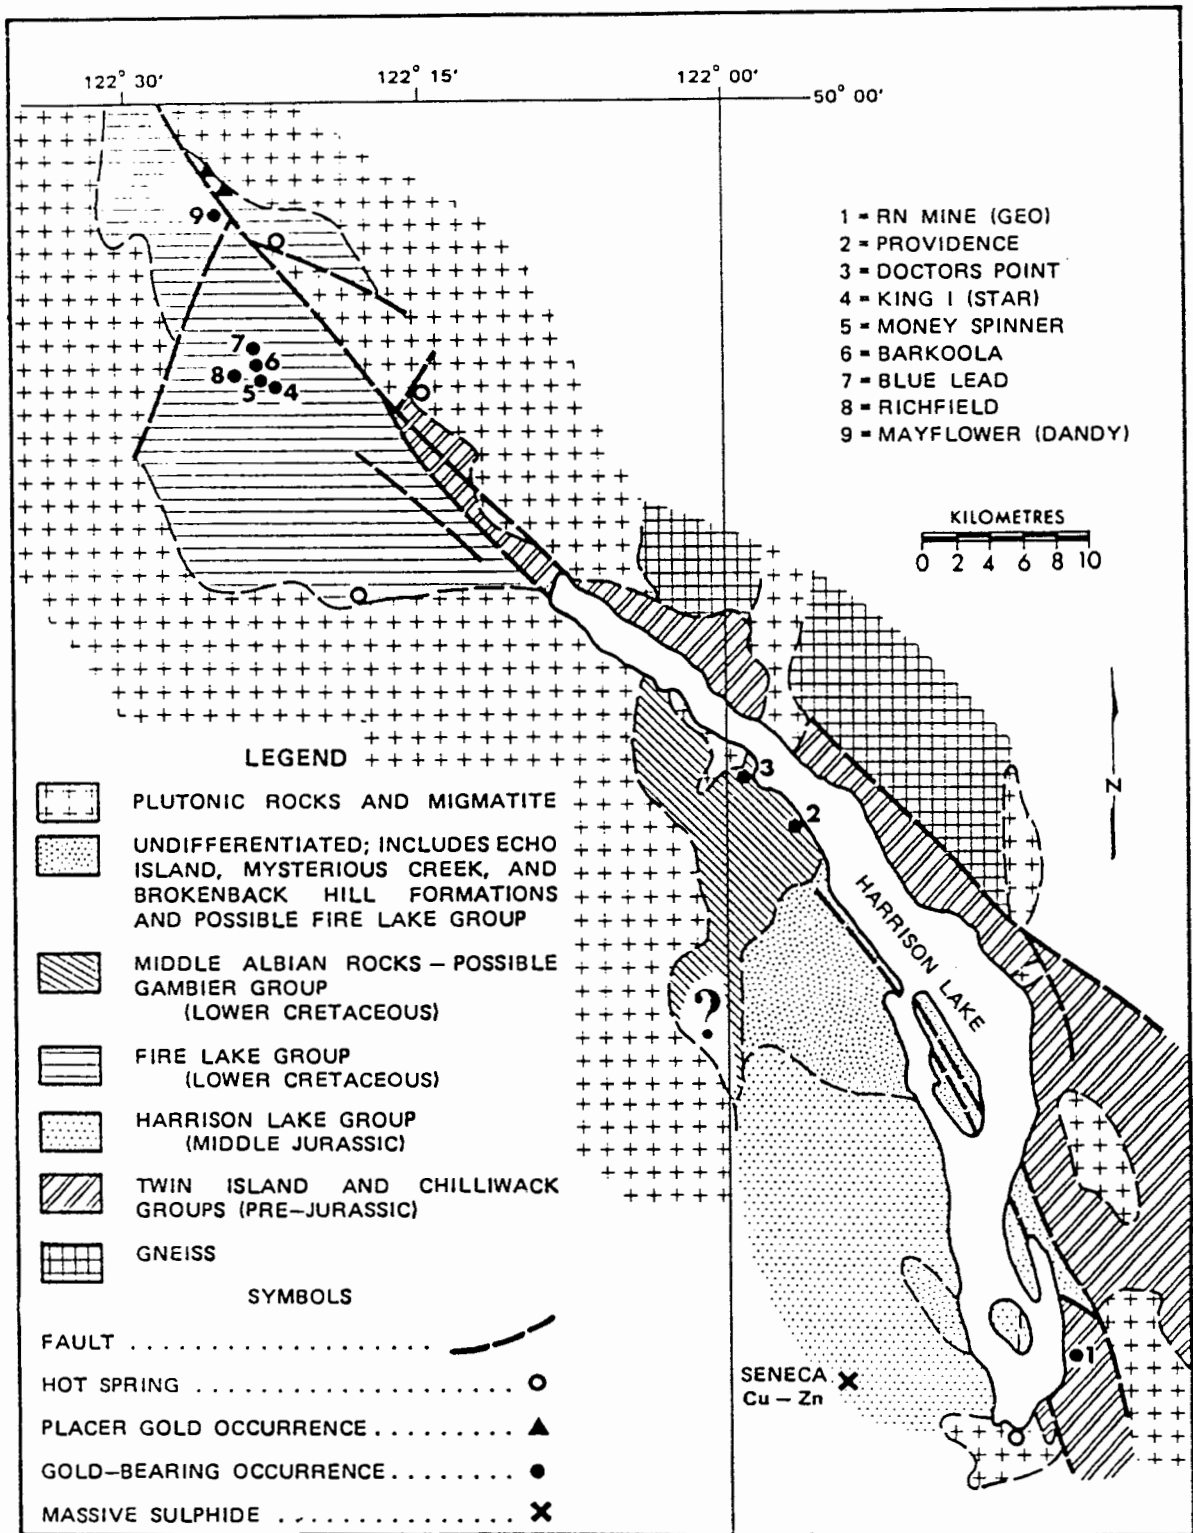 122° 30′ 122° 15′ 122° 00′
50° 00′
1 = RN MINE (GEO)
2 = PROVIDENCE
3 = DOCTORS POINT
4 = KING I (STAR)
5 = MONEY SPINNER
6 = BARKOOLA
7 = BLUE LEAD
8 = RICHFIELD
9 = MAYFLOWER (DANDY)
9
7
6
8
5 4
KILOMETRES
0 2 4 6 8 10
N
3
2
HARRISON LAKE
?
1
SENECA
Cu – Zn
LEGEND
PLUTONIC ROCKS AND MIGMATITE
UNDIFFERENTIATED; INCLUDES ECHO
ISLAND, MYSTERIOUS CREEK, AND
BROKENBACK HILL FORMATIONS
AND POSSIBLE FIRE LAKE GROUP
MIDDLE ALBIAN ROCKS – POSSIBLE
GAMBIER GROUP
(LOWER CRETACEOUS)
FIRE LAKE GROUP
(LOWER CRETACEOUS)
HARRISON LAKE GROUP
(MIDDLE JURASSIC)
TWIN ISLAND AND CHILLIWACK
GROUPS (PRE–JURASSIC)
GNEISS
SYMBOLS
FAULT
HOT SPRING
PLACER GOLD OCCURRENCE
GOLD–BEARING OCCURRENCE
MASSIVE SULPHIDE